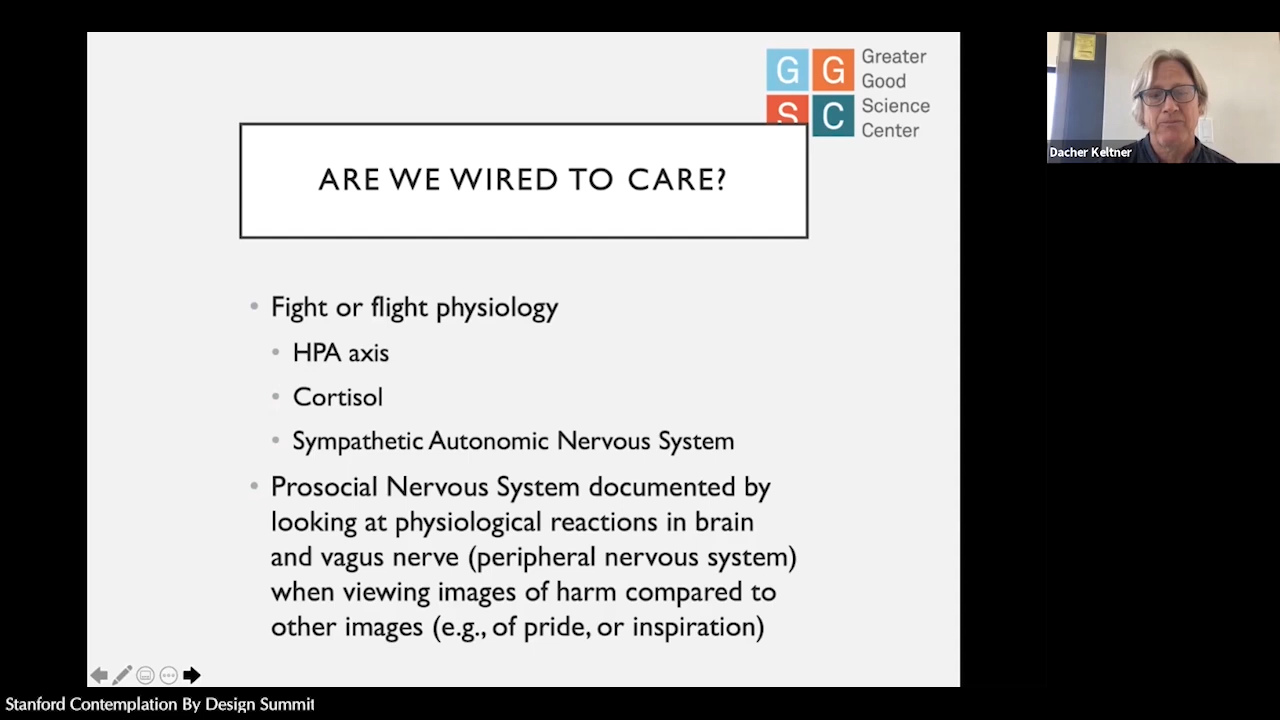 G G
S C
Greater
Good
Science
Center
ARE WE WIRED TO CARE?
• Fight or flight physiology
• HPA axis
• Cortisol
• Sympathetic Autonomic Nervous System
• Prosocial Nervous System documented by
looking at physiological reactions in brain
and vagus nerve (peripheral nervous system)
when viewing images of harm compared to
other images (e.g., of pride, or inspiration)
Dacher Keltner
Stanford Contemplation By Design Summit